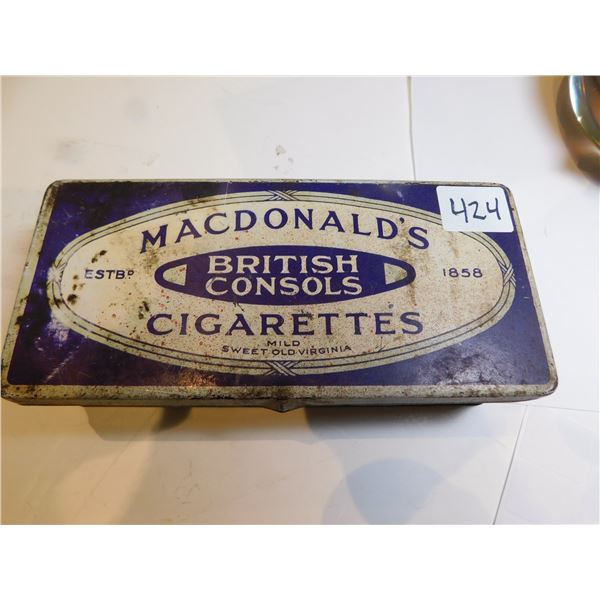 424
MACDONALD'S
ESTBD
BRITISH
CONSOLS
1858
CIGARETTES
MILD
SWEET OLD VIRGINIA